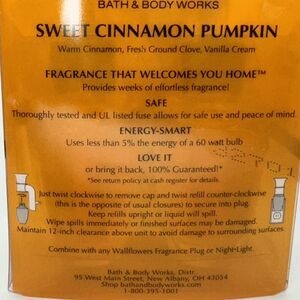 BATH & BODY WORKS
SWEET CINNAMON PUMPKIN
Warm Cinnamon, Fresh Ground Clove, Vanilla Cream
FRAGRANCE THAT WELCOMES YOU HOME™
Provides weeks of effortless fragrance!
SAFE
Thoroughly tested and UL listed fuse allows for safe use and peace of mind.
ENERGY-SMART
Uses less than 5% the energy of a 60 watt bulb
LOVE IT
or bring it back, 100% Guaranteed!*
*See return policy at cash register for details.
Just twist clockwise to remove cap and twist refill counter-clockwise
(this is the opposite of usual closures) to secure into plug.
Keep refills upright or liquid will spill.
Wipe spills immediately or finished surfaces may be damaged.
Maintain 12-inch clearance above unit to avoid damage to surrounding surfaces.
Combine with any Wallflowers Fragrance Plug or Night-Light.
Bath & Body Works, Distr.
95 West Main Street, New Albany, OH 43054
Shop bathandbodyworks.com
1-800-395-1001